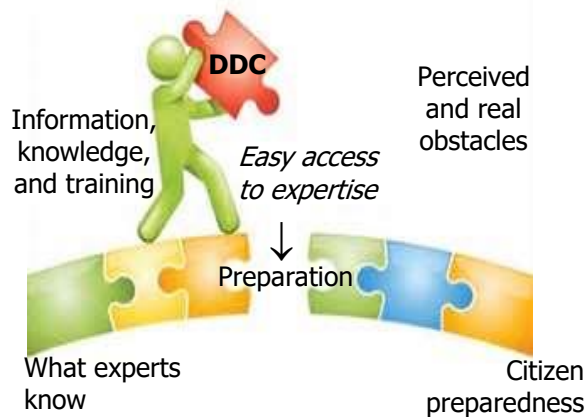 DDC
Information,
knowledge,
and training
Easy access
to expertise
Perceived
and real
obstacles
Preparation
What experts
know
Citizen
preparedness